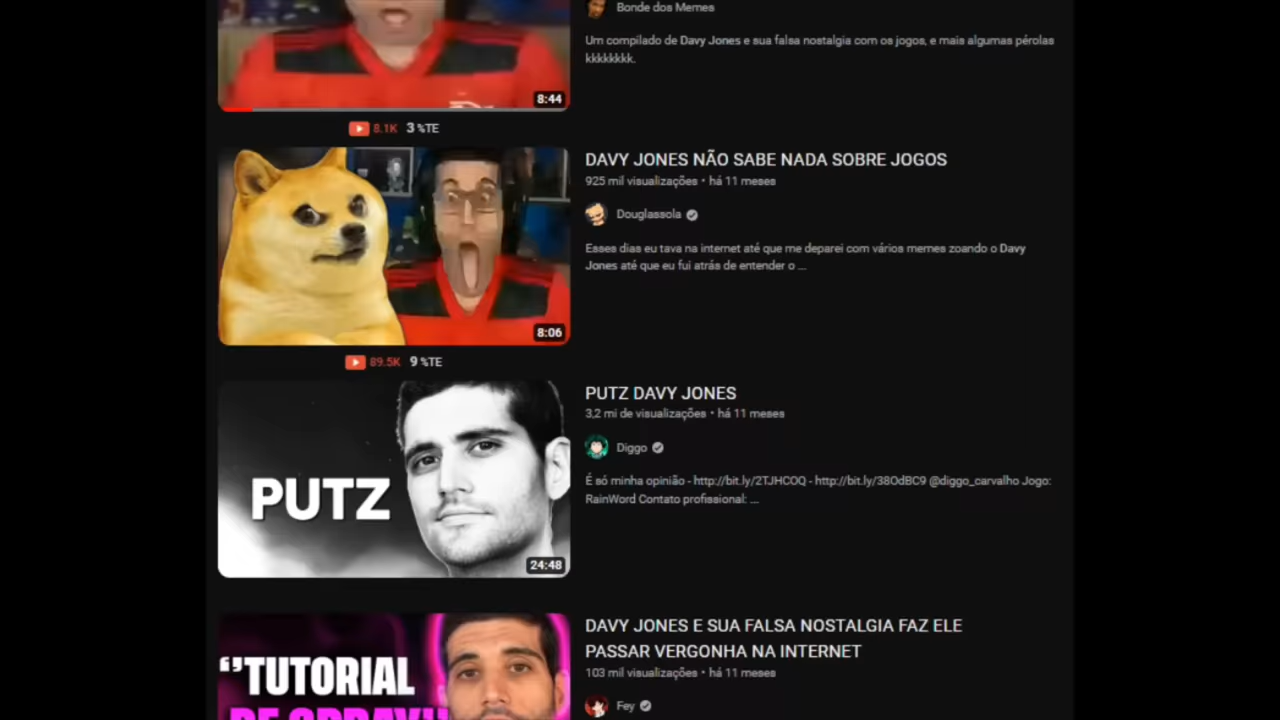 Bonde dos Memes
Um compilado de Davy Jones e sua falsa nostalgia com os jogos, e mais algumas pérolas
kkkkkkkk.
8:44
8.1K 3 %TE
DAVY JONES NÃO SABE NADA SOBRE JOGOS
925 mil visualizações • há 11 meses
Douglassola
Esses dias eu tava na internet até que me deparei com vários memes zoando o Davy
Jones até que eu fui atrás de entender o ...
8:06
89.5K 9 %TE
PUTZ DAVY JONES
3,2 mi de visualizações • há 11 meses
Diggo
É só minha opinião - http://bit.ly/2TJHCOQ - http://bit.ly/38OdBC9 @diggo_carvalho Jogo:
RainWord Contato profissional: ...
PUTZ
24:48
DAVY JONES E SUA FALSA NOSTALGIA FAZ ELE
PASSAR VERGONHA NA INTERNET
103 mil visualizações • há 11 meses
Fey
"TUTORIAL